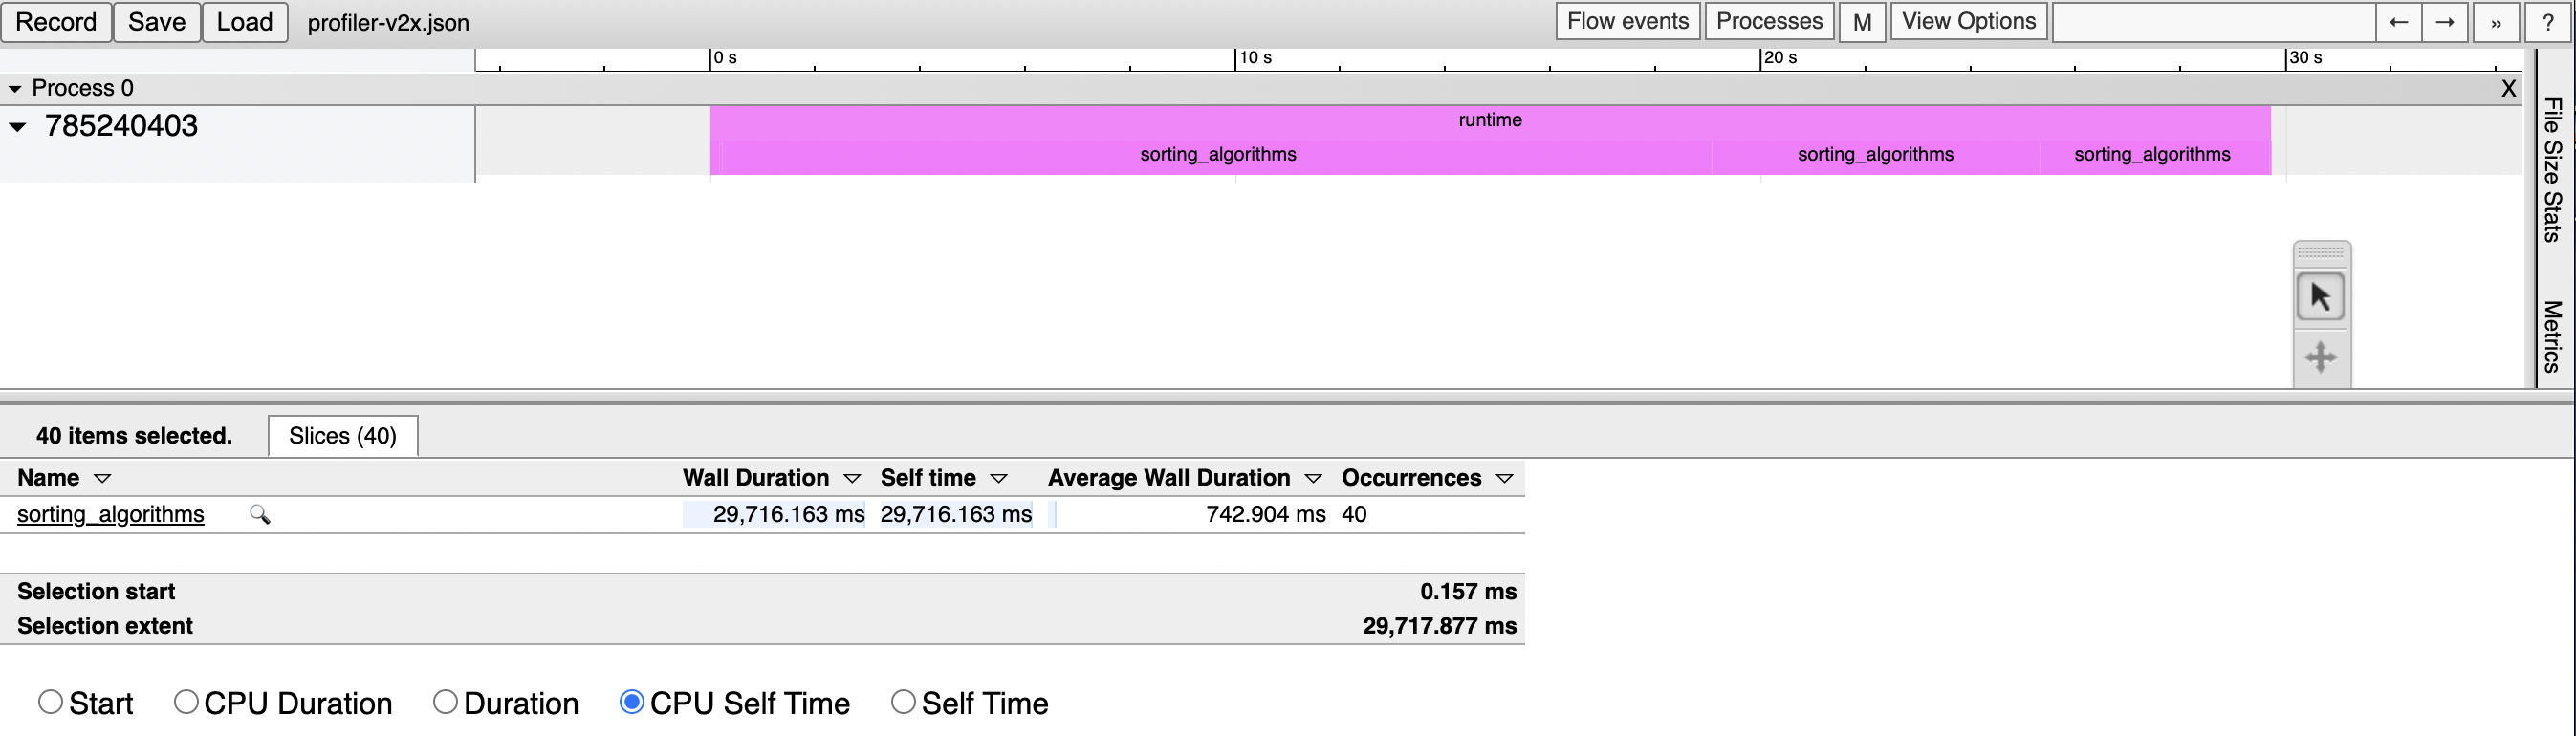 Record Save Load profiler-v2x.json Flow events Processes M View Options ← → » ?
0 s 10 s 20 s 30 s
Process 0 X
785240403
runtime
sorting_algorithms sorting_algorithms sorting_algorithms
File Size Stats
Metrics
40 items selected. Slices (40)
Name Wall Duration Self time Average Wall Duration Occurrences
sorting_algorithms 29,716.163 ms 29,716.163 ms 742.904 ms 40
Selection start 0.157 ms
Selection extent 29,717.877 ms
Start CPU Duration Duration CPU Self Time Self Time